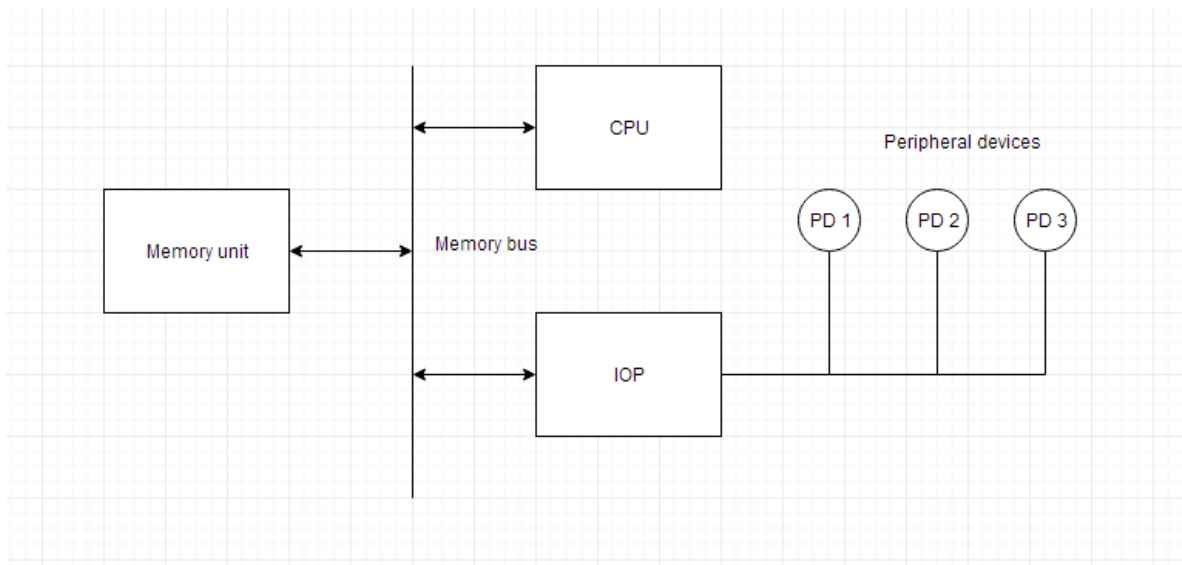 CPU
Peripheral devices
PD 1 PD 2 PD 3
Memory unit
Memory bus
IOP